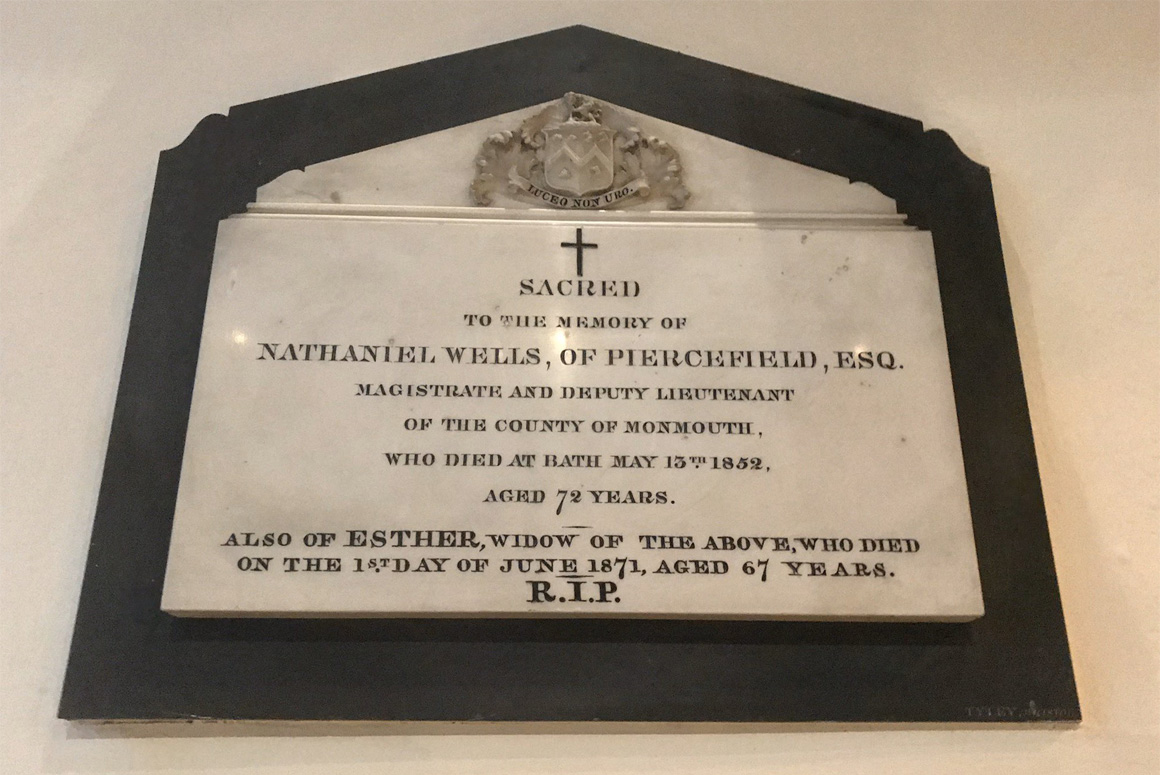 LUCEO NON URO.
SACRED
TO THE MEMORY OF
NATHANIEL WELLS, OF PIERCEFIELD, ESQ.
MAGISTRATE AND DEPUTY LIEUTENANT
OF THE COUNTY OF MONMOUTH,
WHO DIED AT BATH MAY 13TH 1852,
AGED 72 YEARS.
ALSO OF ESTHER, WIDOW OF THE ABOVE, WHO DIED
ON THE 1ST DAY OF JUNE 1871, AGED 67 YEARS.
R.I.P.
TYLEY